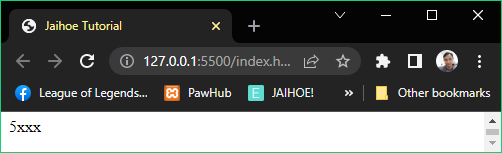 Jaihoe Tutorial
127.0.0.1:5500/index.h...
League of Legends... PawHub JAIHOE! » Other bookmarks
5xxx